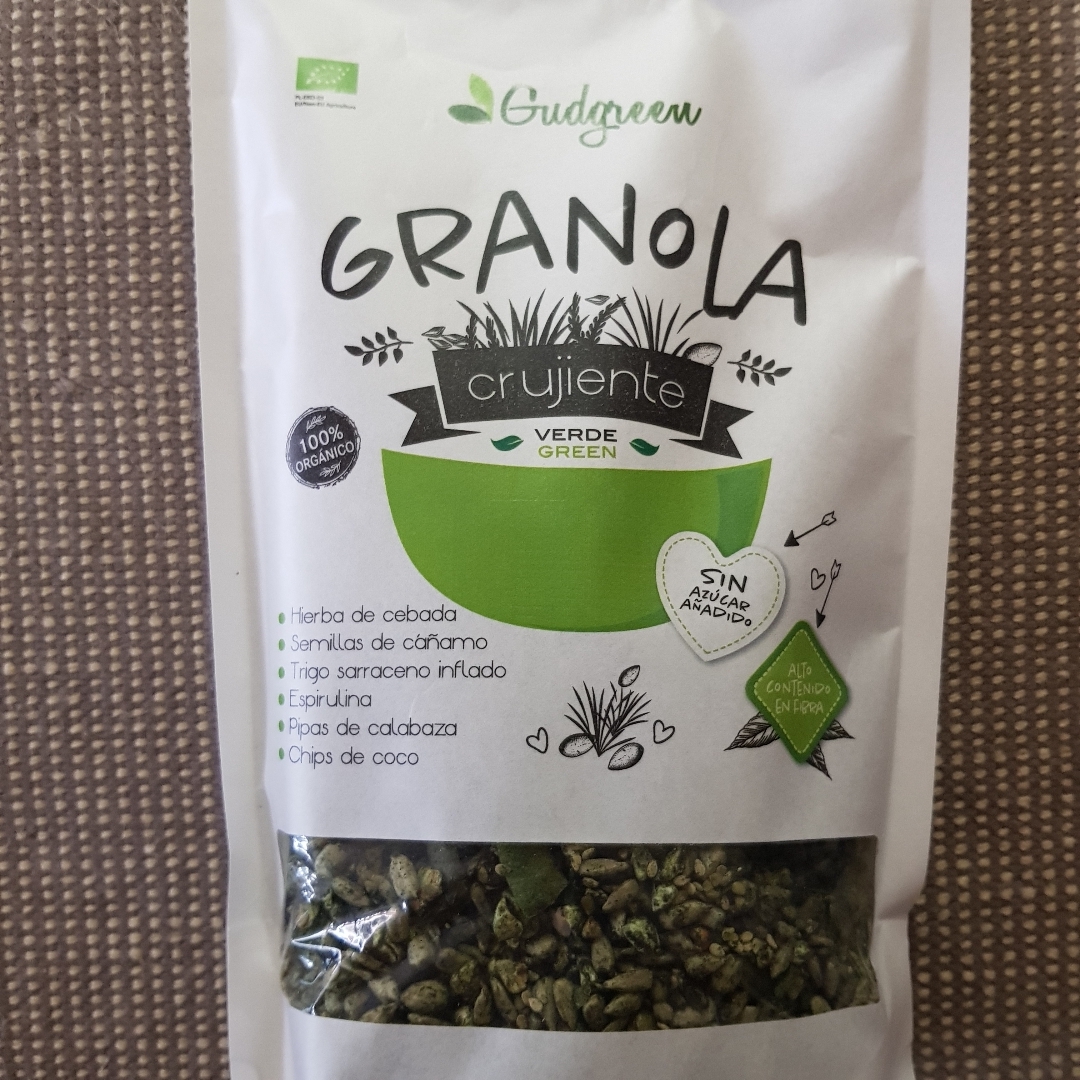 Gudgreen
GRANOLA
crujiente
VERDE
GREEN
100%
ORGÁNICO
SIN
AZÚCAR
AÑADIDO
ALTO
CONTENIDO
EN FIBRA
Hierba de cebada
Semillas de cáñamo
Trigo sarraceno inflado
Espirulina
Pipas de calabaza
Chips de coco